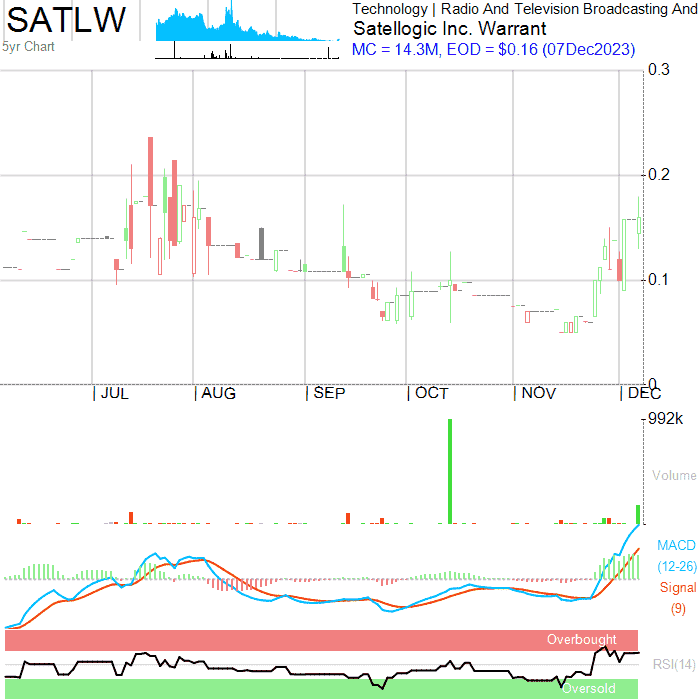 SATLW
5yr Chart
Technology | Radio And Television Broadcasting And
Satellogic Inc. Warrant
MC = 14.3M, EOD = $0.16 (07Dec2023)
0.3
0.2
0.1
0
JUL AUG SEP OCT NOV DEC
992k
Volume
MACD
(12-26)
Signal
(9)
Overbought
RSI(14)
Oversold